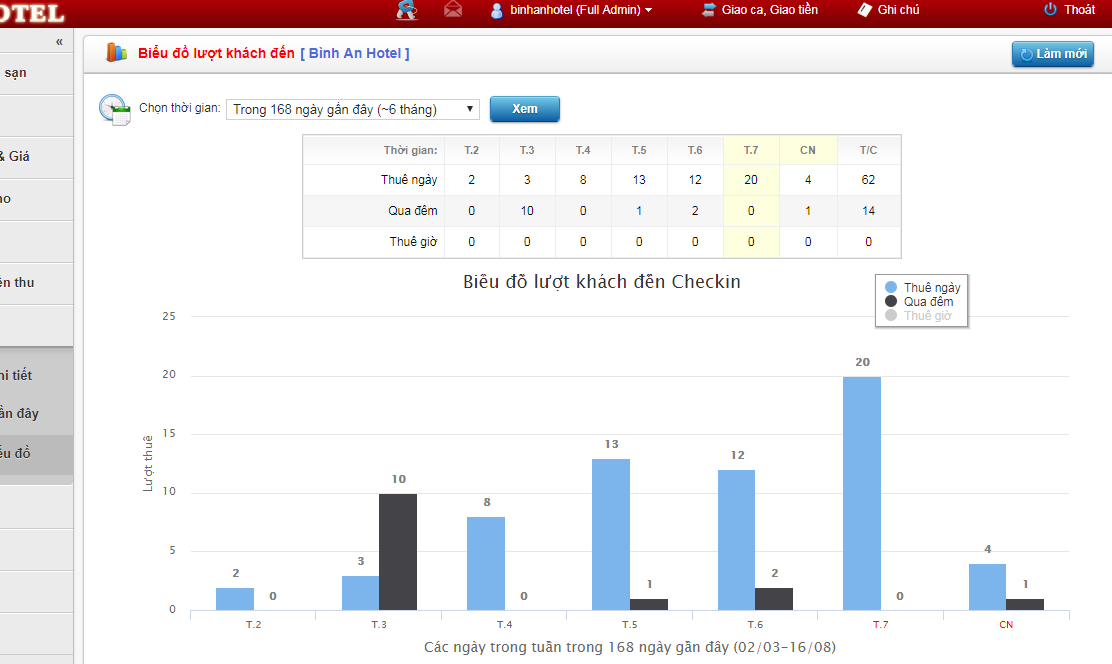 OTEL
binhanhotel (Full Admin)
Giao ca, Giao tiền
Ghi chú
Thoát
«
sạn
& Giá
thu
tiết
đây
đồ
Biểu đồ lượt khách đến [ Bình An Hotel ]
Làm mới
Chọn thời gian: Trong 168 ngày gần đây (~6 tháng) Xem
Thời gian: T.2 T.3 T.4 T.5 T.6 T.7 CN T/C
Thuê ngày 2 3 8 13 12 20 4 62
Qua đêm 0 10 0 1 2 0 1 14
Thuê giờ 0 0 0 0 0 0 0 0
Biểu đồ lượt khách đến Checkin
Thuê ngày
Qua đêm
Thuê giờ
Lượt thuê
25
20
15
10
5
0
2 0 3 10 8 0 13 1 12 2 20 0 4 1
T.2 T.3 T.4 T.5 T.6 T.7 CN
Các ngày trong tuần trong 168 ngày gần đây (02/03-16/08)